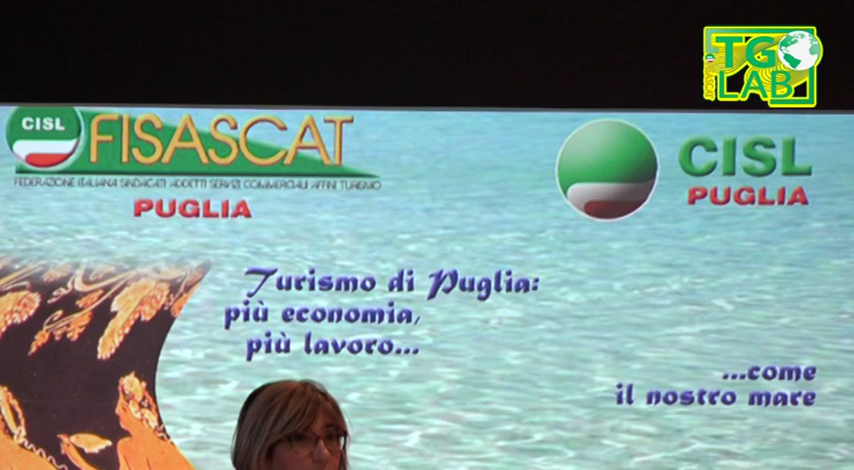 TG
LAB
CISL
FISASCAT
FEDERAZIONE ITALIANA SINDACATI ADDETTI SERVIZI COMMERCIALI AFFINI TURISMO
PUGLIA
CISL
PUGLIA
Turismo di Puglia:
più economia,
più lavoro...
...come
il nostro mare